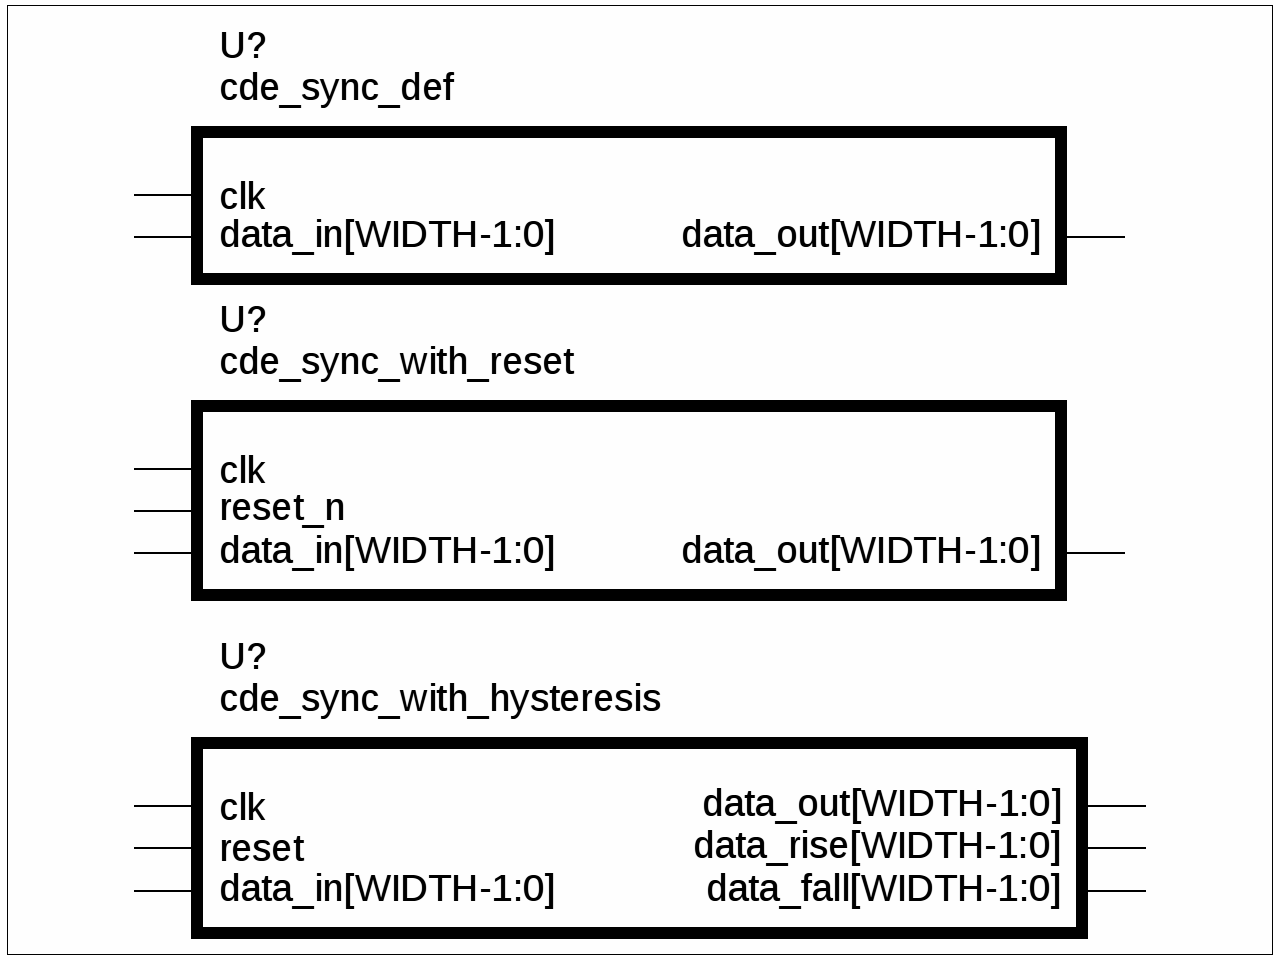 U?
cde_sync_def
clk
data_in[WIDTH-1:0] data_out[WIDTH-1:0]
U?
cde_sync_with_reset
clk
reset_n
data_in[WIDTH-1:0] data_out[WIDTH-1:0]
U?
cde_sync_with_hysteresis
clk data_out[WIDTH-1:0]
reset data_rise[WIDTH-1:0]
data_in[WIDTH-1:0] data_fall[WIDTH-1:0]